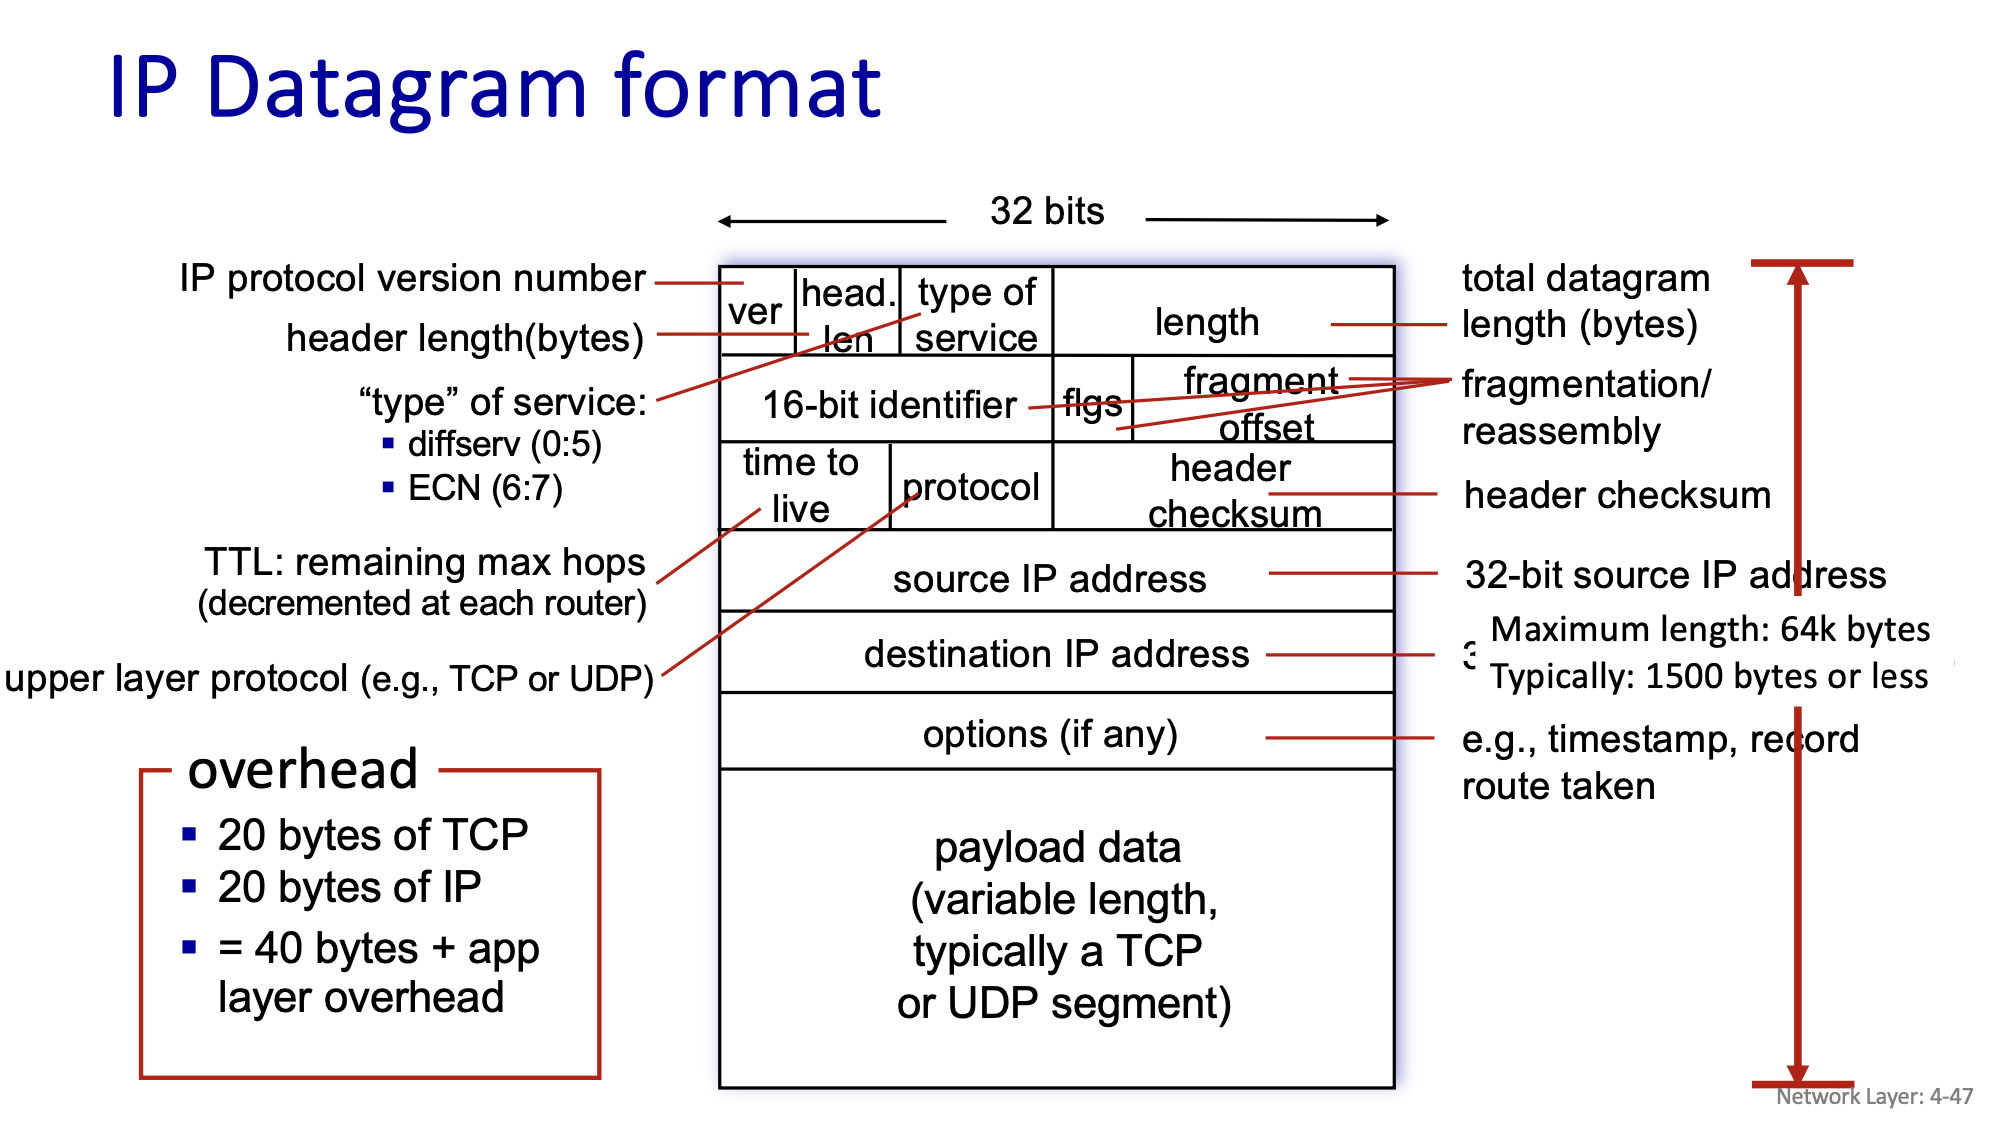 IP Datagram format
32 bits
IP protocol version number
header length(bytes)
“type” of service:
▪ diffserv (0:5)
▪ ECN (6:7)
TTL: remaining max hops
(decremented at each router)
upper layer protocol (e.g., TCP or UDP)
overhead
▪ 20 bytes of TCP
▪ 20 bytes of IP
▪ = 40 bytes + app
layer overhead
ver
head.
len
type of
service
length
16-bit identifier
flgs
fragment
offset
time to
live
protocol
header
checksum
source IP address
destination IP address
options (if any)
payload data
(variable length,
typically a TCP
or UDP segment)
total datagram
length (bytes)
fragmentation/
reassembly
header checksum
32-bit source IP address
Maximum length: 64k bytes
Typically: 1500 bytes or less
e.g., timestamp, record
route taken
Network Layer: 4-47